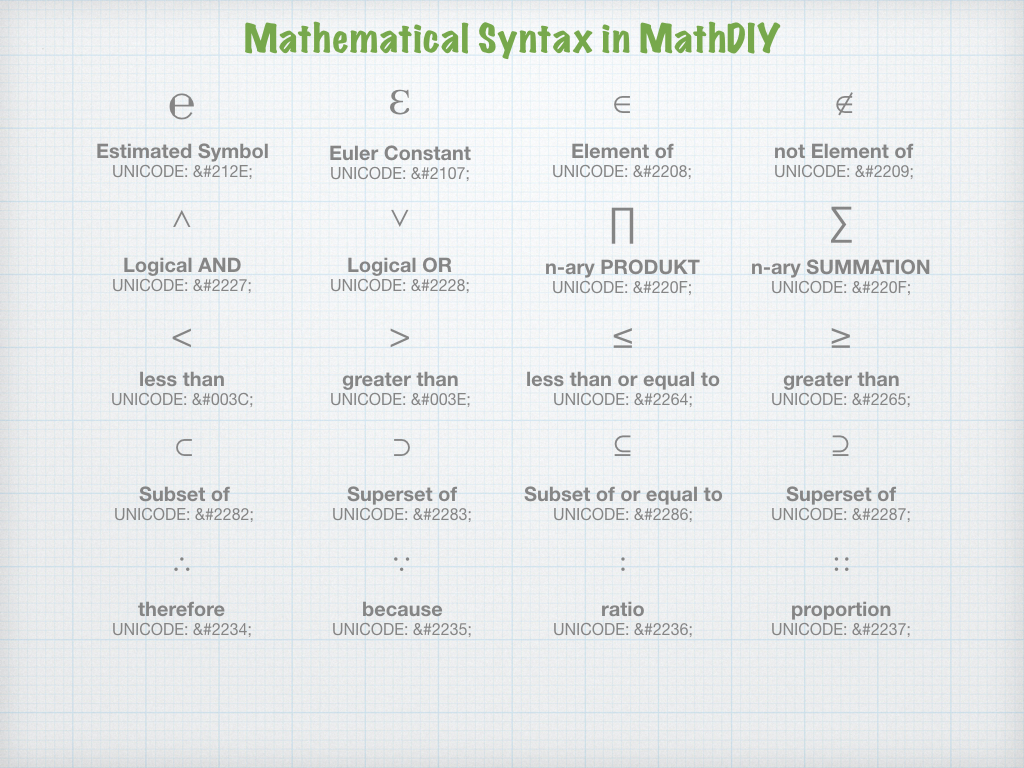 Mathematical Syntax in MathDIY
℮ ℇ ∈ ∉
Estimated Symbol Euler Constant Element of not Element of
UNICODE: &#212E; UNICODE: &#2107; UNICODE: &#2208; UNICODE: &#2209;
∧ ∨ ∏ ∑
Logical AND Logical OR n-ary PRODUKT n-ary SUMMATION
UNICODE: &#2227; UNICODE: &#2228; UNICODE: &#220F; UNICODE: &#220F;
< > ≤ ≥
less than greater than less than or equal to greater than
UNICODE: &#003C; UNICODE: &#003E; UNICODE: &#2264; UNICODE: &#2265;
⊂ ⊃ ⊆ ⊇
Subset of Superset of Subset of or equal to Superset of
UNICODE: &#2282; UNICODE: &#2283; UNICODE: &#2286; UNICODE: &#2287;
∴ ∵ ∶ ∷
therefore because ratio proportion
UNICODE: &#2234; UNICODE: &#2235; UNICODE: &#2236; UNICODE: &#2237;